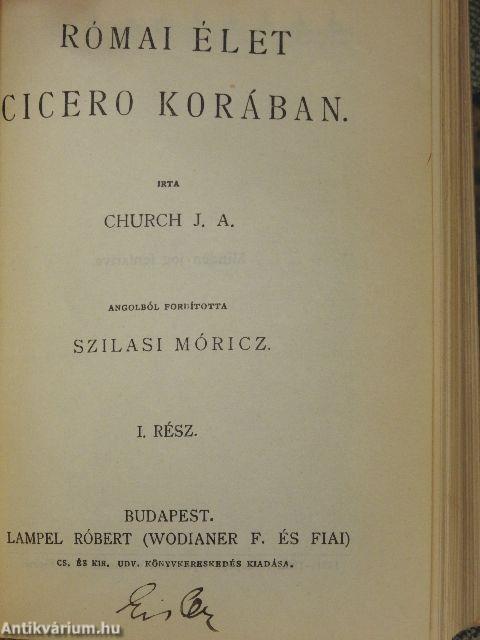 RÓMAI ÉLET
CICERO KORÁBAN.
IRTA
CHURCH J. A.
ANGOLBÓL FORDÍTOTTA
SZILASI MÓRICZ.
I. RÉSZ.
BUDAPEST.
LAMPEL RÓBERT (WODIANER F. ÉS FIAI)
CS. ÉS KIR. UDV. KÖNYVKERESKEDÉS KIADÁSA.
Antikvárium.hu